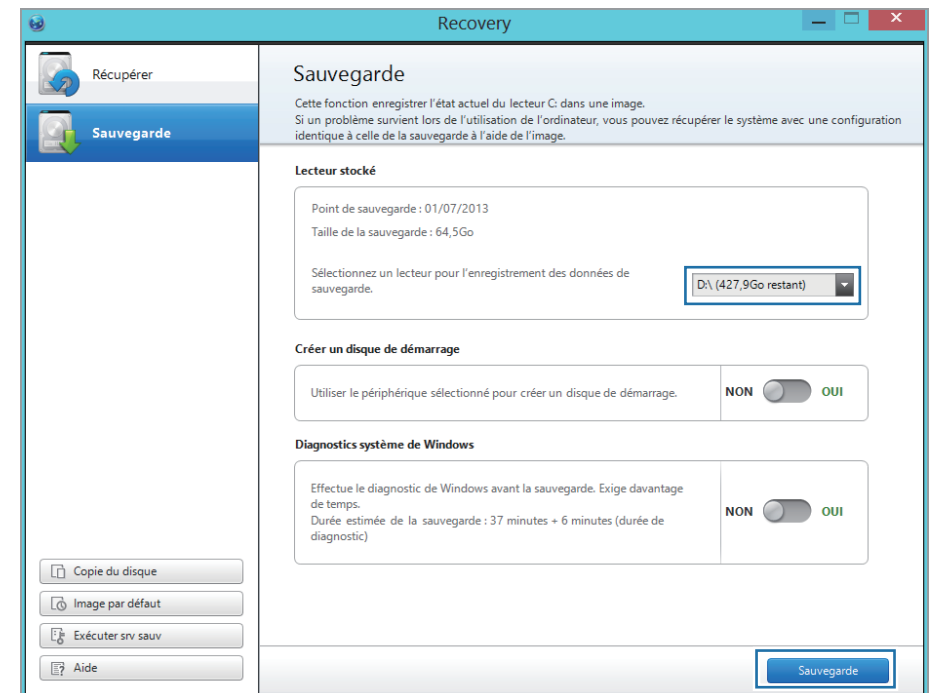 Recovery
Récupérer
Sauvegarde
Sauvegarde
Cette fonction enregistrer l'état actuel du lecteur C: dans une image.
Si un problème survient lors de l'utilisation de l'ordinateur, vous pouvez récupérer le système avec une configuration
identique à celle de la sauvegarde à l'aide de l'image.
Lecteur stocké
Point de sauvegarde : 01/07/2013
Taille de la sauvegarde : 64,5Go
Sélectionnez un lecteur pour l'enregistrement des données de
sauvegarde.
D:\ (427,9Go restant)
Créer un disque de démarrage
Utiliser le périphérique sélectionné pour créer un disque de démarrage.
NON OUI
Diagnostics système de Windows
Effectue le diagnostic de Windows avant la sauvegarde. Exige davantage
de temps.
Durée estimée de la sauvegarde : 37 minutes + 6 minutes (durée de
diagnostic)
NON OUI
Copie du disque
Image par défaut
Exécuter srv sauv
Aide
Sauvegarde